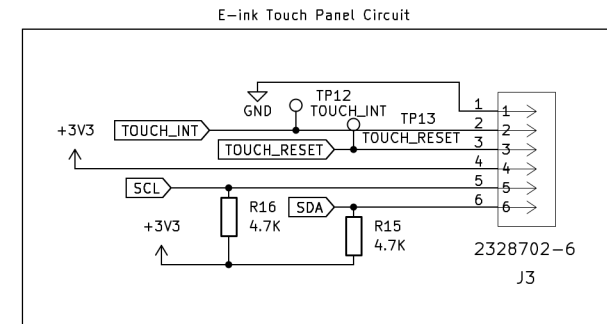 E-ink Touch Panel Circuit
GND
TP12
TOUCH_INT
TP13
TOUCH_RESET
+3V3
TOUCH_INT
TOUCH_RESET
1 1
2 2
3 3
4 4
5 5
6 6
SCL
SDA
R16
4.7K
R15
4.7K
+3V3
2328702-6
J3